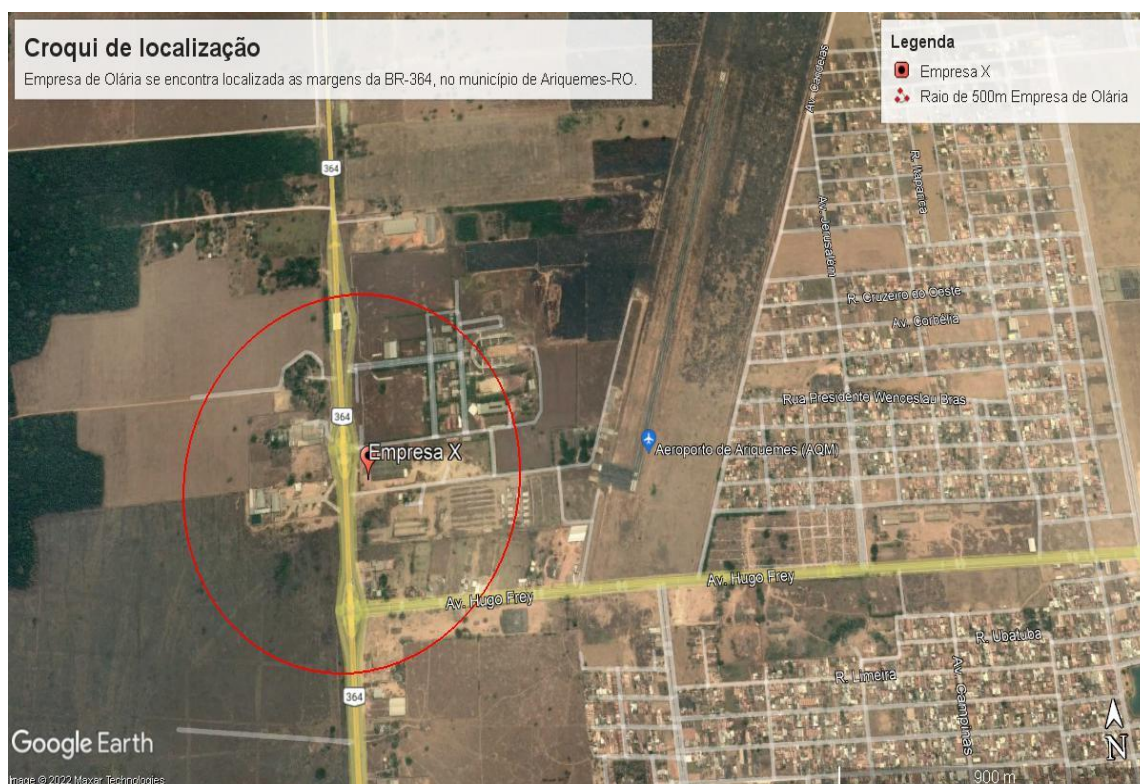 Croqui de localização
Empresa de Olária se encontra localizada as margens da BR-364, no município de Ariquemes-RO.
Legenda
Empresa X
Raio de 500m Empresa de Olária
364
Av. Candeias
R. Itaparica
Av. Jerusalém
R. Cruzeiro do Oeste
Av. Corbélia
Rua Presidente Wenceslau Bras
364
Empresa X
Aeroporto de Ariquemes (AQM)
Av. Hugo Frey
Av. Hugo Frey
R. Ubatuba
R. Limeira
Av. Campinas
364
N
Google Earth
Image © 2022 Maxar Technologies
900 m